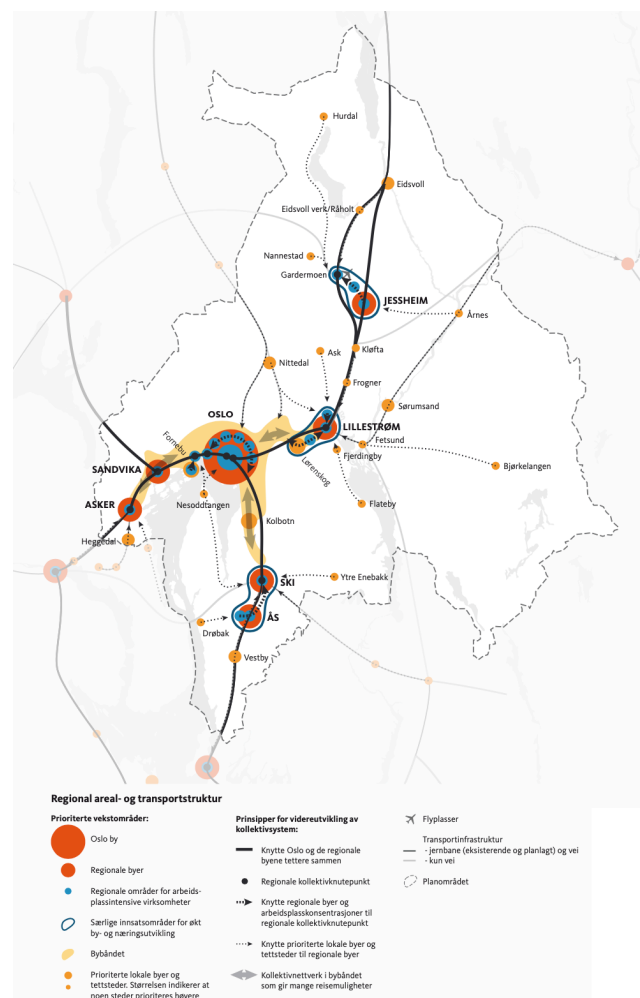 Hurdal
Eidsvoll
Eidsvoll verk/Råholt
Nannestad
Gardermoen
JESSHEIM
Årnes
Kløfta
Ask
Nittedal
Frogner
Sørumsand
OSLO
LILLESTRØM
Fetsund
Fornebu
Fjerdingby
Lørenskog
Bjørkelangen
SANDVIKA
ASKER
Nesoddtangen
Flateby
Kolbotn
Heggedal
Ytre Enebakk
SKI
ÅS
Drøbak
Vestby
Regional areal- og transportstruktur
Prioriterte vekstområder:
Oslo by
Regionale byer
Regionale områder for arbeids-
plassintensive virksomheter
Særlige innsatsområder for økt
by- og næringsutvikling
Bybåndet
Prioriterte lokale byer og
tettsteder. Størrelsen indikerer at
noen steder prioriteres høyere
Prinsipper for videreutvikling av
kollektivsystem:
Knytte Oslo og de regionale
byene tettere sammen
Regionale kollektivknutepunkt
Knytte regionale byer og
arbeidsplasskonsentrasjoner til
regionale kollektivknutepunkt
Knytte prioriterte lokale byer og
tettsteder til regionale byer
Kollektivnettverk i bybåndet
som gir mange reisemuligheter
Flyplasser
Transportinfrastruktur
- jernbane (eksisterende og planlagt) og vei
- kun vei
Planområdet